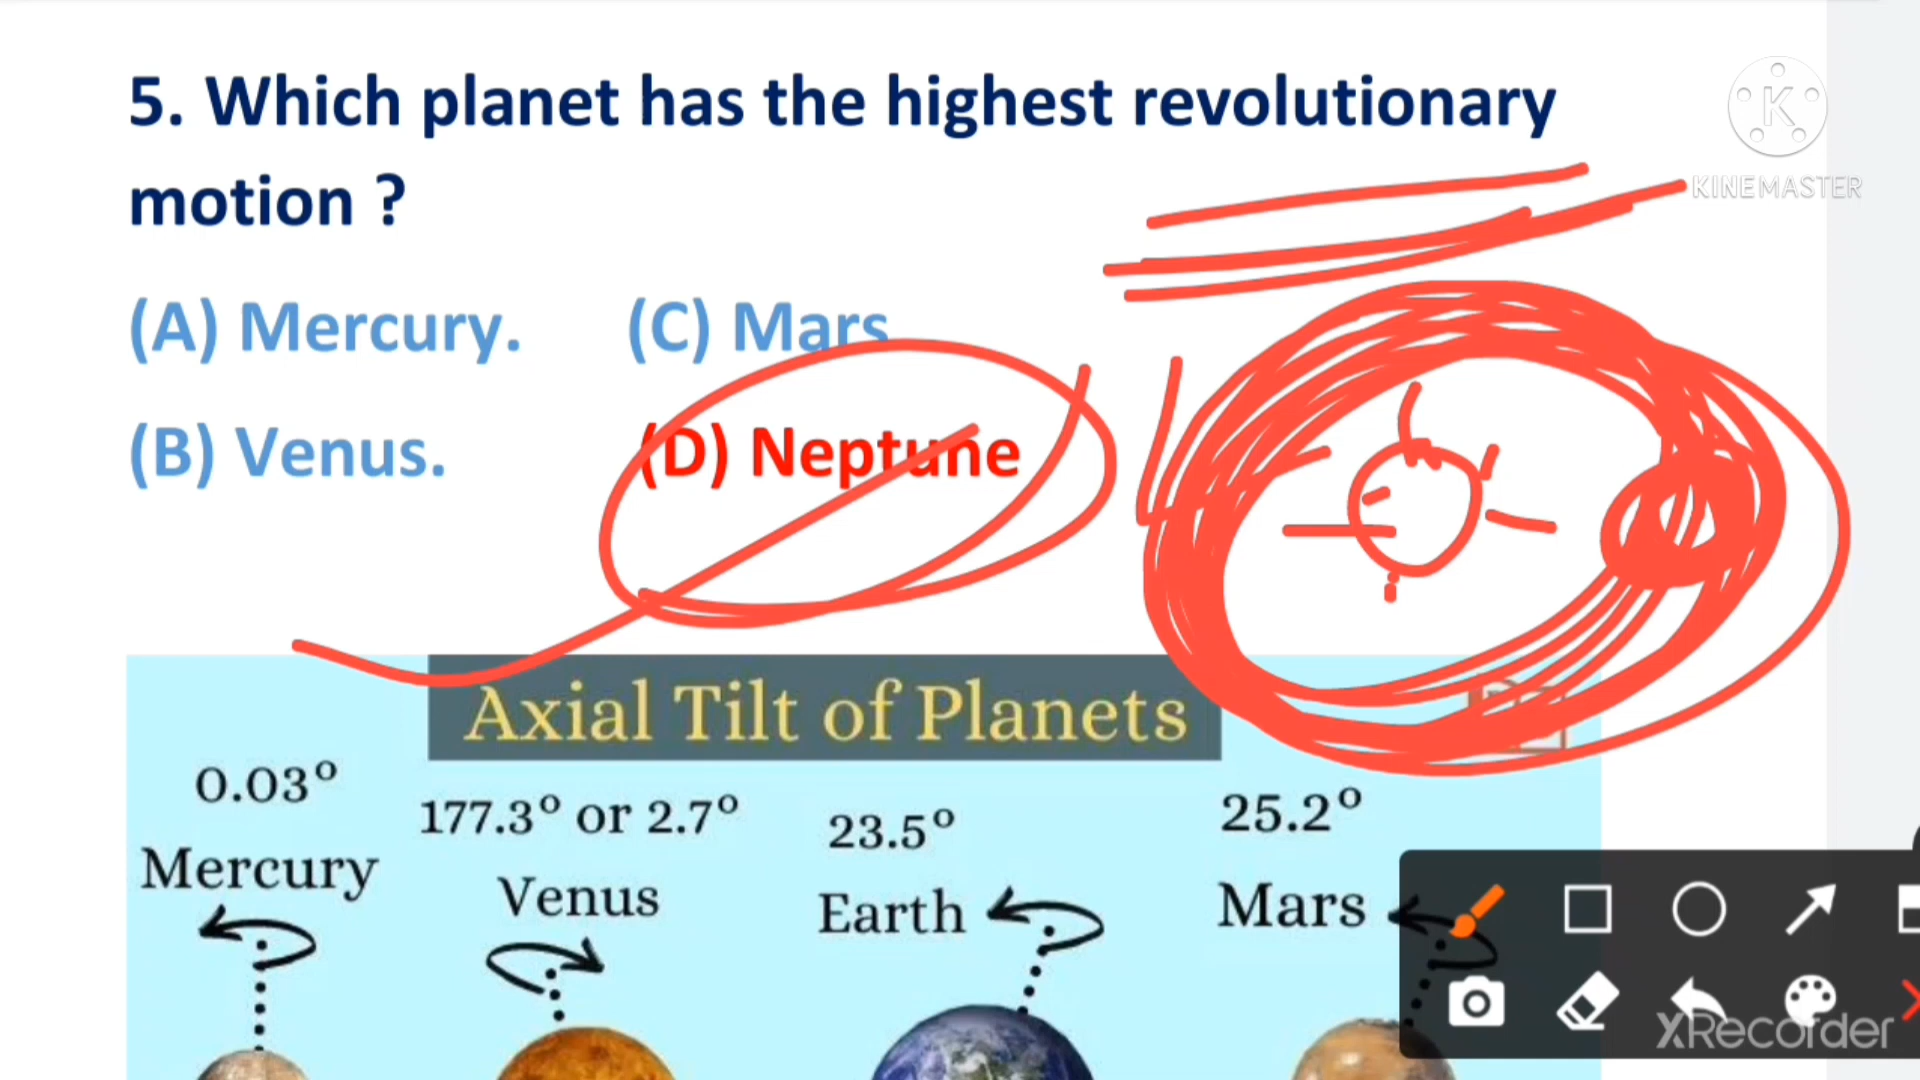 5. Which planet has the highest revolutionary
motion ?
K
KINEMASTER
(A) Mercury. (C) Mars
(B) Venus. (D) Neptune
Axial Tilt of Planets
0.03° 177.3° or 2.7° 23.5° 25.2°
Mercury Venus Earth Mars
XRecorder